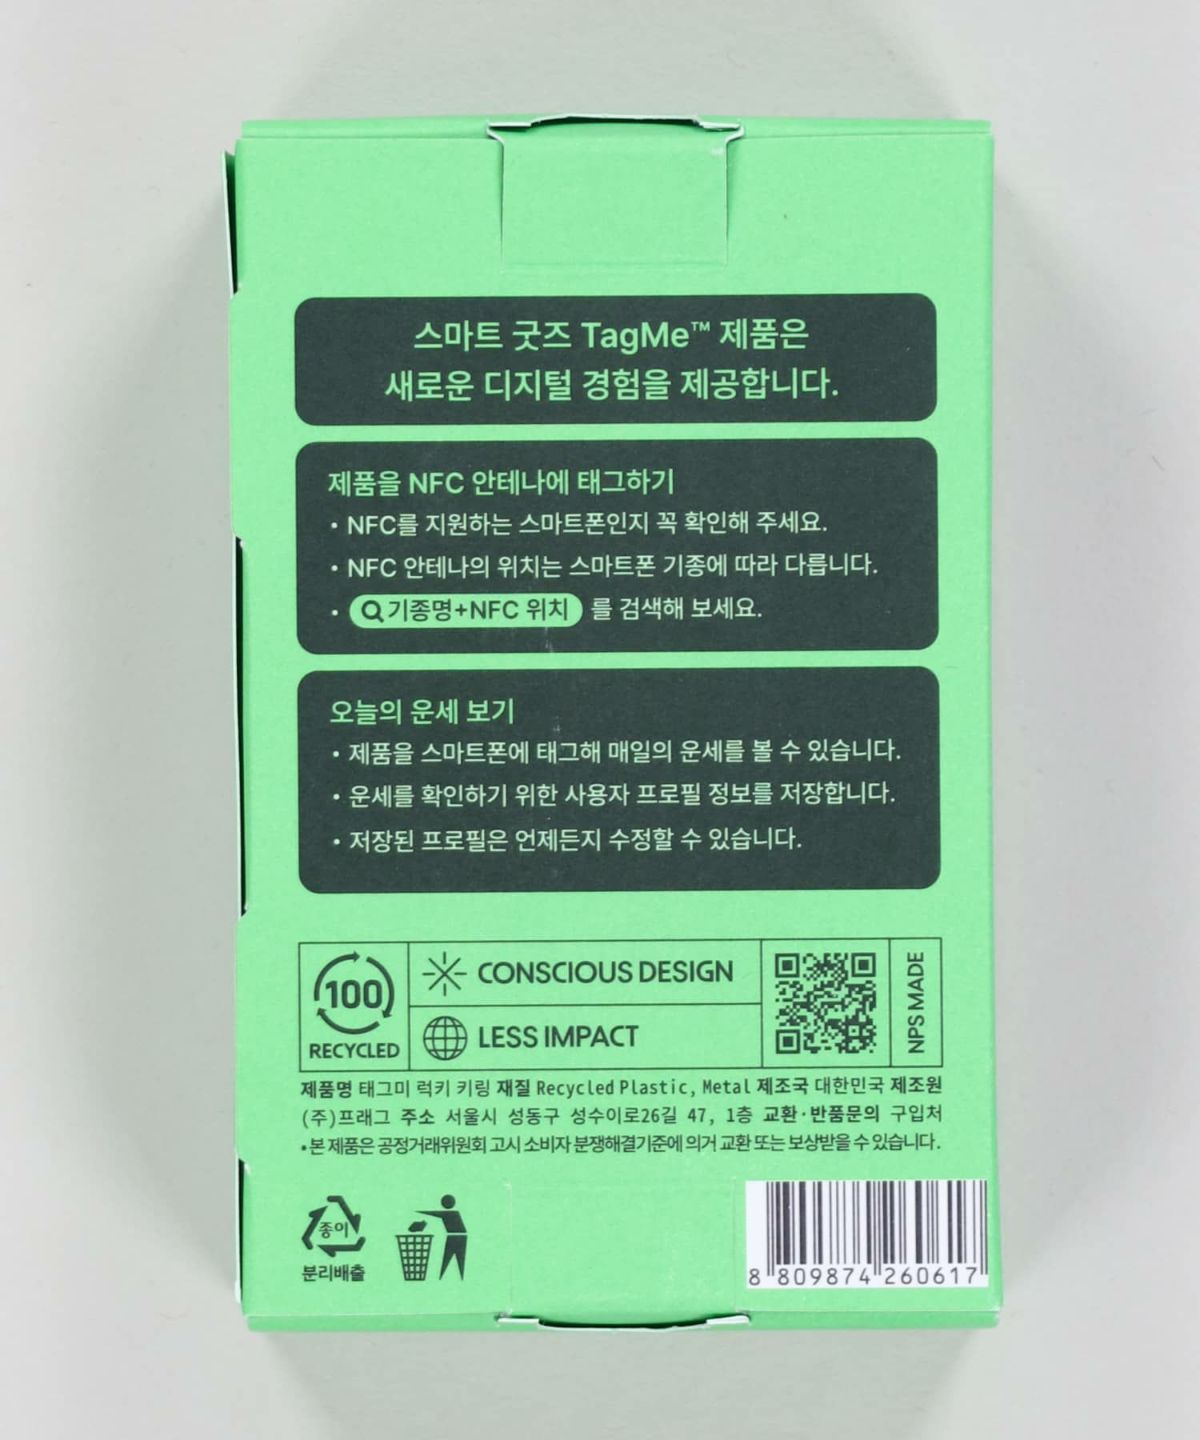 스마트 굿즈 TagMe™ 제품은
새로운 디지털 경험을 제공합니다.
제품을 NFC 안테나에 태그하기
• NFC를 지원하는 스마트폰인지 꼭 확인해 주세요.
• NFC 안테나의 위치는 스마트폰 기종에 따라 다릅니다.
• 기종명+NFC 위치 를 검색해 보세요.
오늘의 운세 보기
• 제품을 스마트폰에 태그해 매일의 운세를 볼 수 있습니다.
• 운세를 확인하기 위한 사용자 프로필 정보를 저장합니다.
• 저장된 프로필은 언제든지 수정할 수 있습니다.
100
RECYCLED
CONSCIOUS DESIGN
LESS IMPACT
NPS MADE
제품명 태그미 럭키 키링 재질 Recycled Plastic, Metal 제조국 대한민국 제조원
(주)프래그 주소 서울시 성동구 성수이로26길 47, 1층 교환·반품문의 구입처
•본 제품은 공정거래위원회 고시 소비자 분쟁해결기준에 의거 교환 또는 보상받을 수 있습니다.
종이
분리배출
8 809874 260617